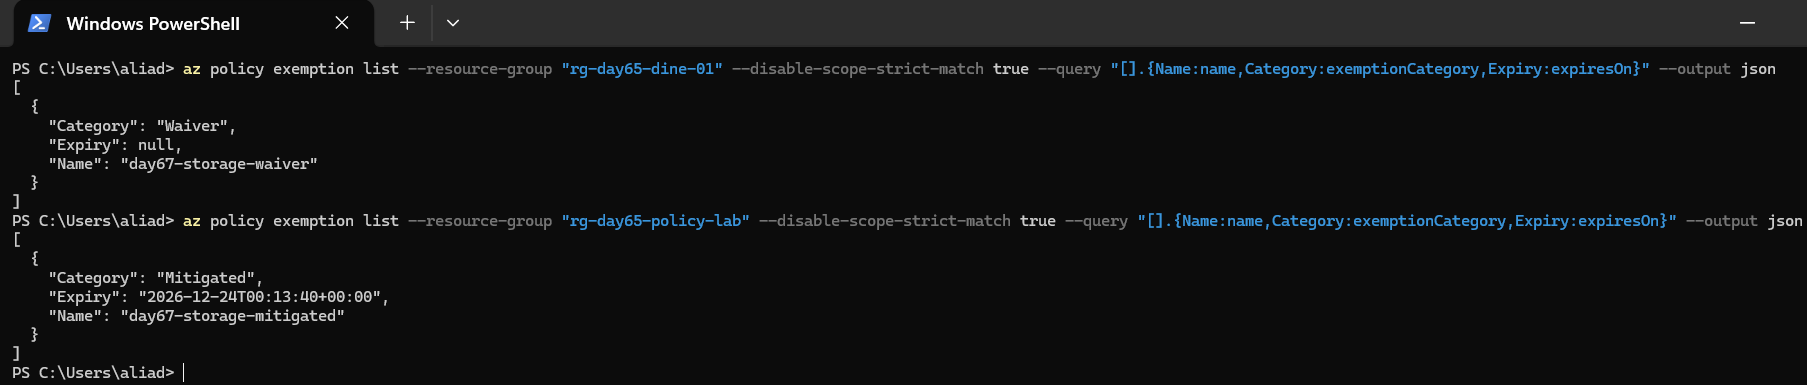 Windows PowerShell
PS C:\Users\aliad> az policy exemption list --resource-group "rg-day65-dine-01" --disable-scope-strict-match true --query "[].{Name:name,Category:exemptionCategory,Expiry:expiresOn}" --output json
[
  {
    "Category": "Waiver",
    "Expiry": null,
    "Name": "day67-storage-waiver"
  }
]
PS C:\Users\aliad> az policy exemption list --resource-group "rg-day65-policy-lab" --disable-scope-strict-match true --query "[].{Name:name,Category:exemptionCategory,Expiry:expiresOn}" --output json
[
  {
    "Category": "Mitigated",
    "Expiry": "2026-12-24T00:13:40+00:00",
    "Name": "day67-storage-mitigated"
  }
]
PS C:\Users\aliad>